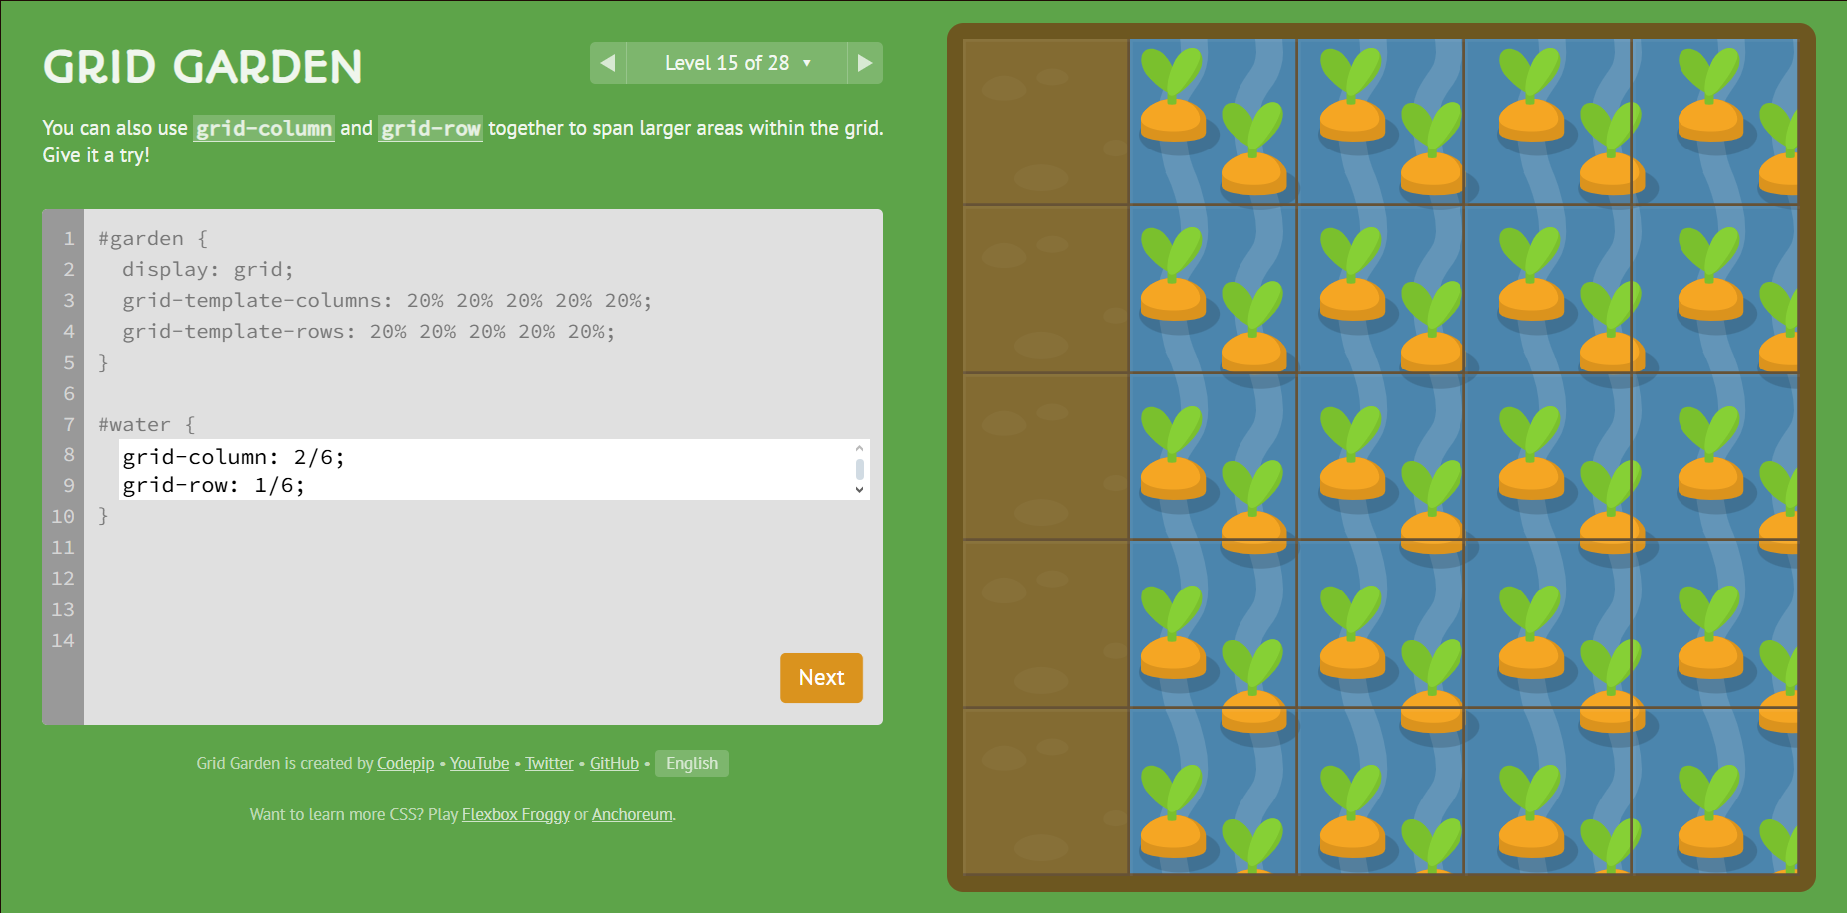 GRID GARDEN
Level 15 of 28
You can also use grid-column and grid-row together to span larger areas within the grid.
Give it a try!
1 #garden {
2 display: grid;
3 grid-template-columns: 20% 20% 20% 20% 20%;
4 grid-template-rows: 20% 20% 20% 20% 20%;
5 }
6
7 #water {
8 grid-column: 2/6;
9 grid-row: 1/6;
10 }
11
12
13
14
Next
Grid Garden is created by Codepip • YouTube • Twitter • GitHub • English
Want to learn more CSS? Play Flexbox Froggy or Anchoreum.